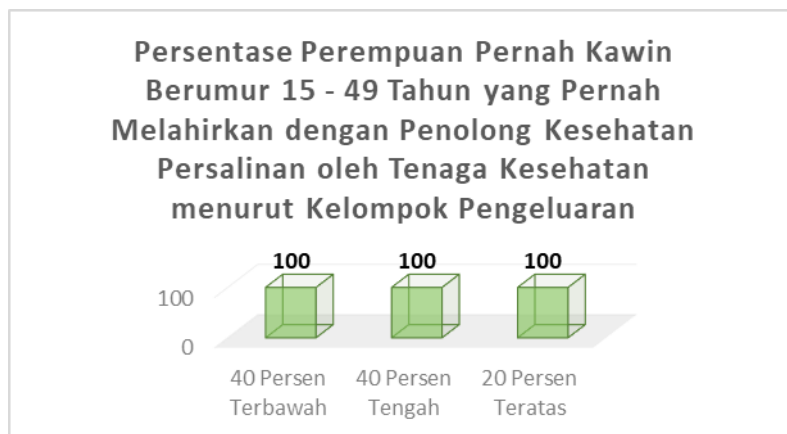 Persentase Perempuan Pernah Kawin
Berumur 15 - 49 Tahun yang Pernah
Melahirkan dengan Penolong Kesehatan
Persalinan oleh Tenaga Kesehatan
menurut Kelompok Pengeluaran
100 100 100
100
0
40 Persen 40 Persen 20 Persen
Terbawah Tengah Teratas